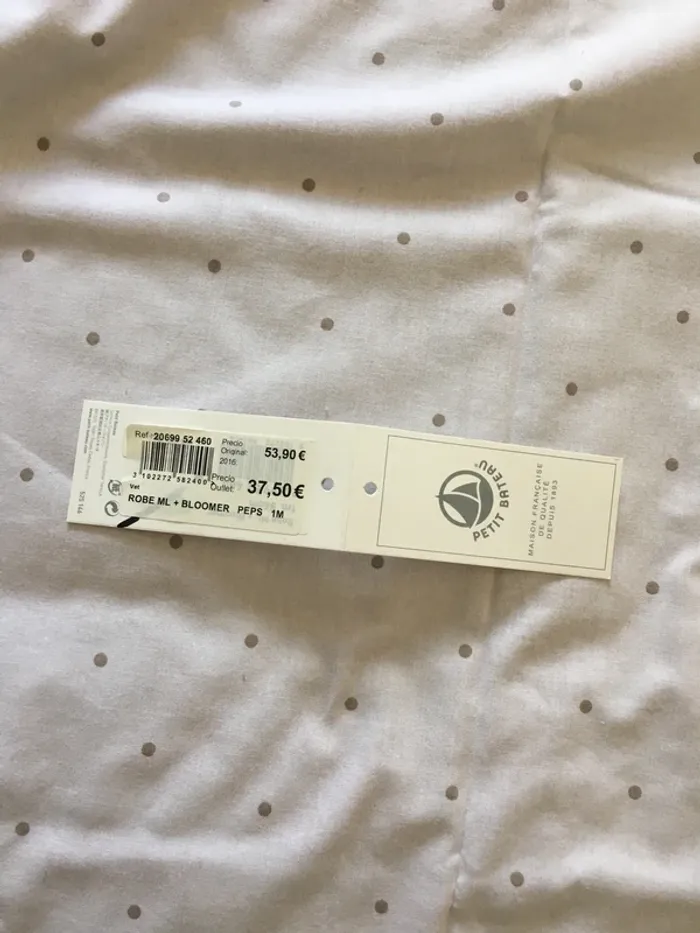 Ref : 20699 52 460
Precio
Original:
2016:
53,90 €
3 102272 582400
Precio
Outlet:
37,50 €
Vet
ROBE ML + BLOOMER PEPS 1M
PETIT BATEAU
MAISON FRANÇAISE
DE QUALITÉ
DEPUIS 1893